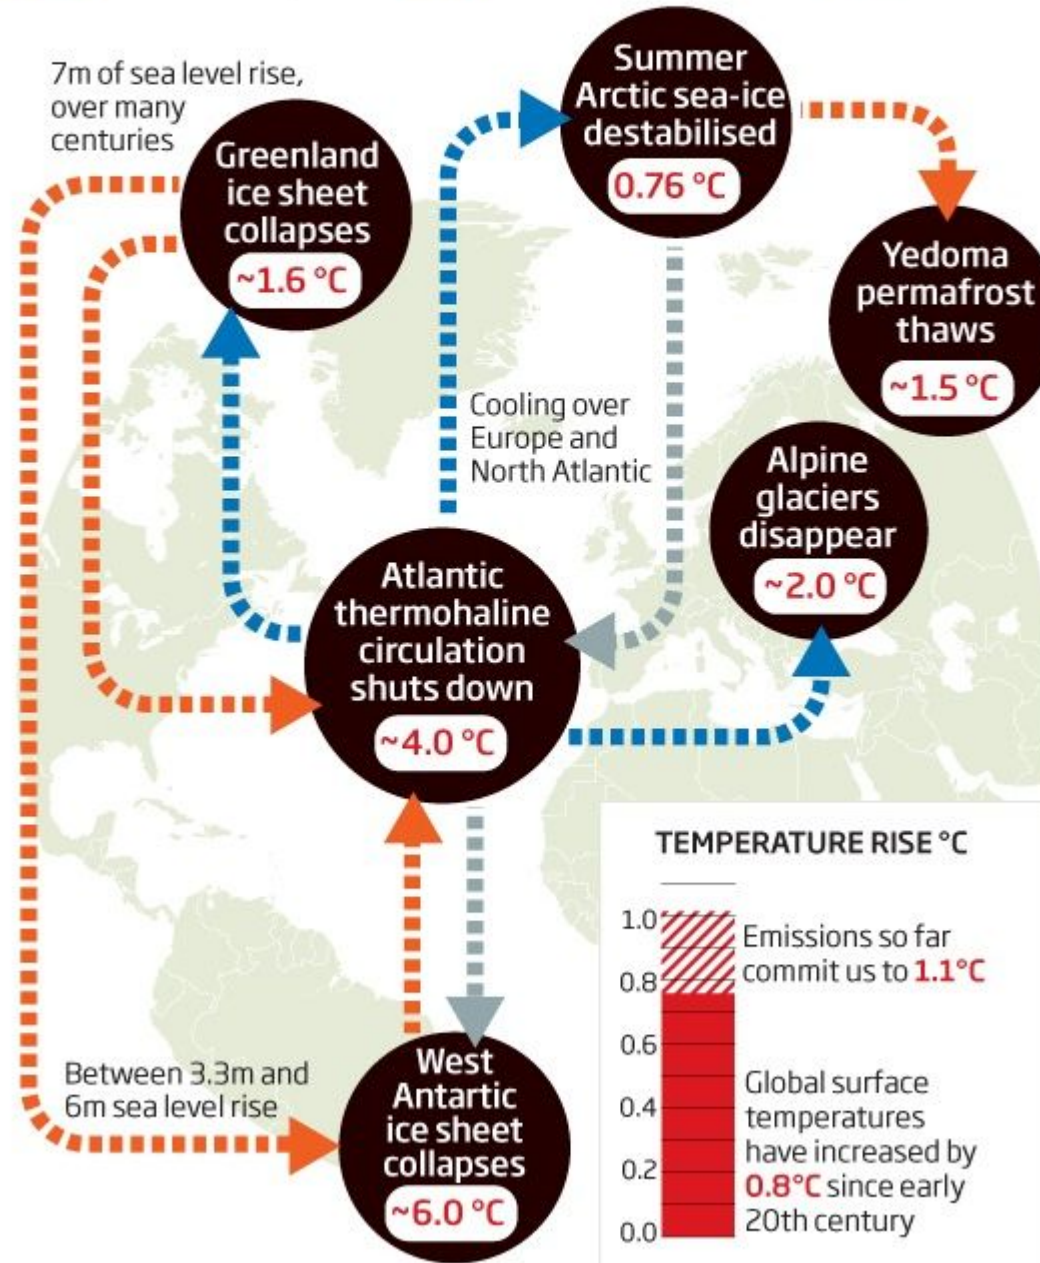 7m of sea level rise,
over many
centuries
Greenland
ice sheet
collapses
~1.6 °C
Summer
Arctic sea-ice
destabilised
0.76 °C
Yedoma
permafrost
thaws
~1.5 °C
Cooling over
Europe and
North Atlantic
Alpine
glaciers
disappear
~2.0 °C
Atlantic
thermohaline
circulation
shuts down
~4.0 °C
Between 3.3m and
6m sea level rise
West
Antartic
ice sheet
collapses
~6.0 °C
TEMPERATURE RISE °C
1.0
0.8
0.6
0.4
0.2
0.0
Emissions so far
commit us to 1.1°C
Global surface
temperatures
have increased by
0.8°C since early
20th century